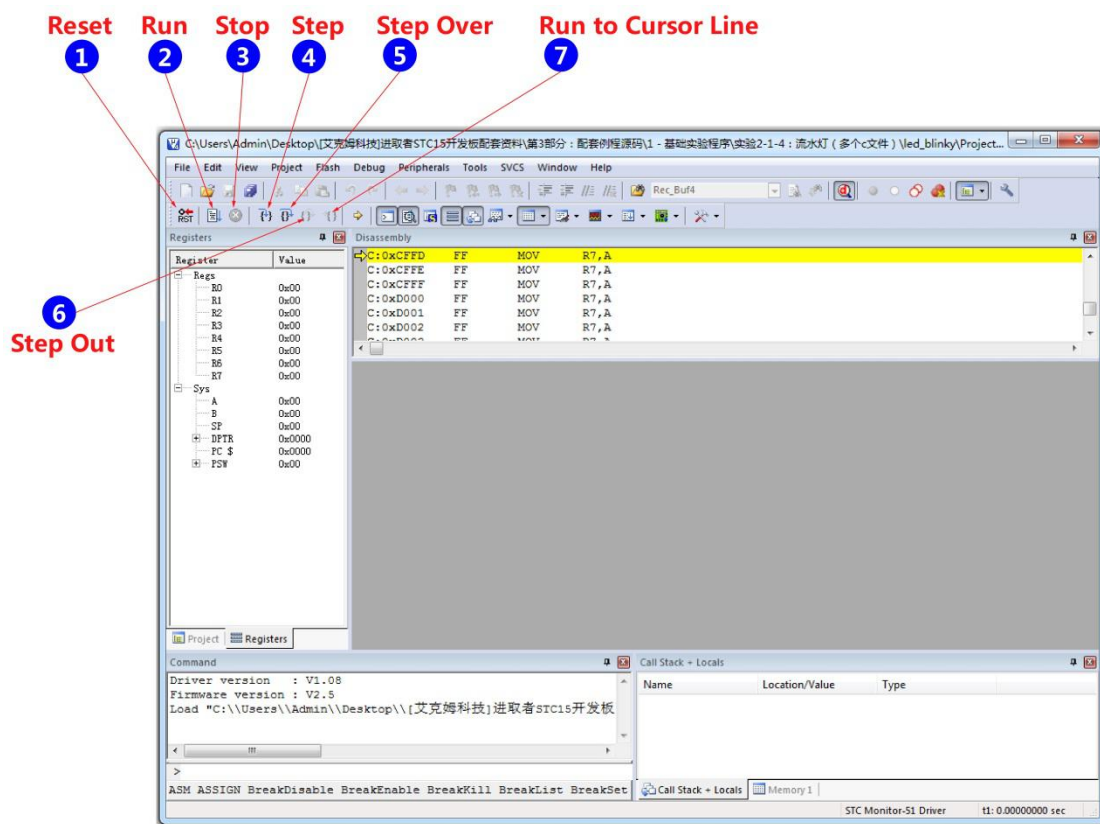 Reset Run Stop Step Step Over Run to Cursor Line
1 2 3 4 5 7
C:\Users\Admin\Desktop\[艾克姆科技]进取者STC15开发板配套资料\第3部分：配套例程源码\1 - 基础实验程序\实验2-1-4：流水灯（多个c文件）\led_blinky\Project...
File Edit View Project Flash Debug Peripherals Tools SVCS Window Help
Rec_Buf4
RST
Registers
Register Value
Regs
R0 0x00
R1 0x00
R2 0x00
R3 0x00
R4 0x00
R5 0x00
R6 0x00
R7 0x00
Sys
A 0x00
B 0x00
SP 0x00
DPTR 0x0000
PC $ 0x0000
PSW 0x00
6
Step Out
Project Registers
Disassembly
C:0xCFFD FF MOV R7,A
C:0xCFFE FF MOV R7,A
C:0xCFFF FF MOV R7,A
C:0xD000 FF MOV R7,A
C:0xD001 FF MOV R7,A
C:0xD002 FF MOV R7,A
Command
Driver version : V1.08
Firmware version : V2.5
Load "C:\\Users\\Admin\\Desktop\\[艾克姆科技]进取者STC15开发板
>
ASM ASSIGN BreakDisable BreakEnable BreakKill BreakList BreakSet
Call Stack + Locals
Name Location/Value Type
Call Stack + Locals Memory 1
STC Monitor-51 Driver t1: 0.00000000 sec